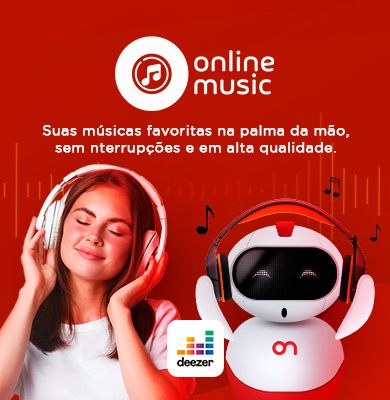 online
music
Suas músicas favoritas na palma da mão,
sem nterrupções e em alta qualidade.
on
deezer